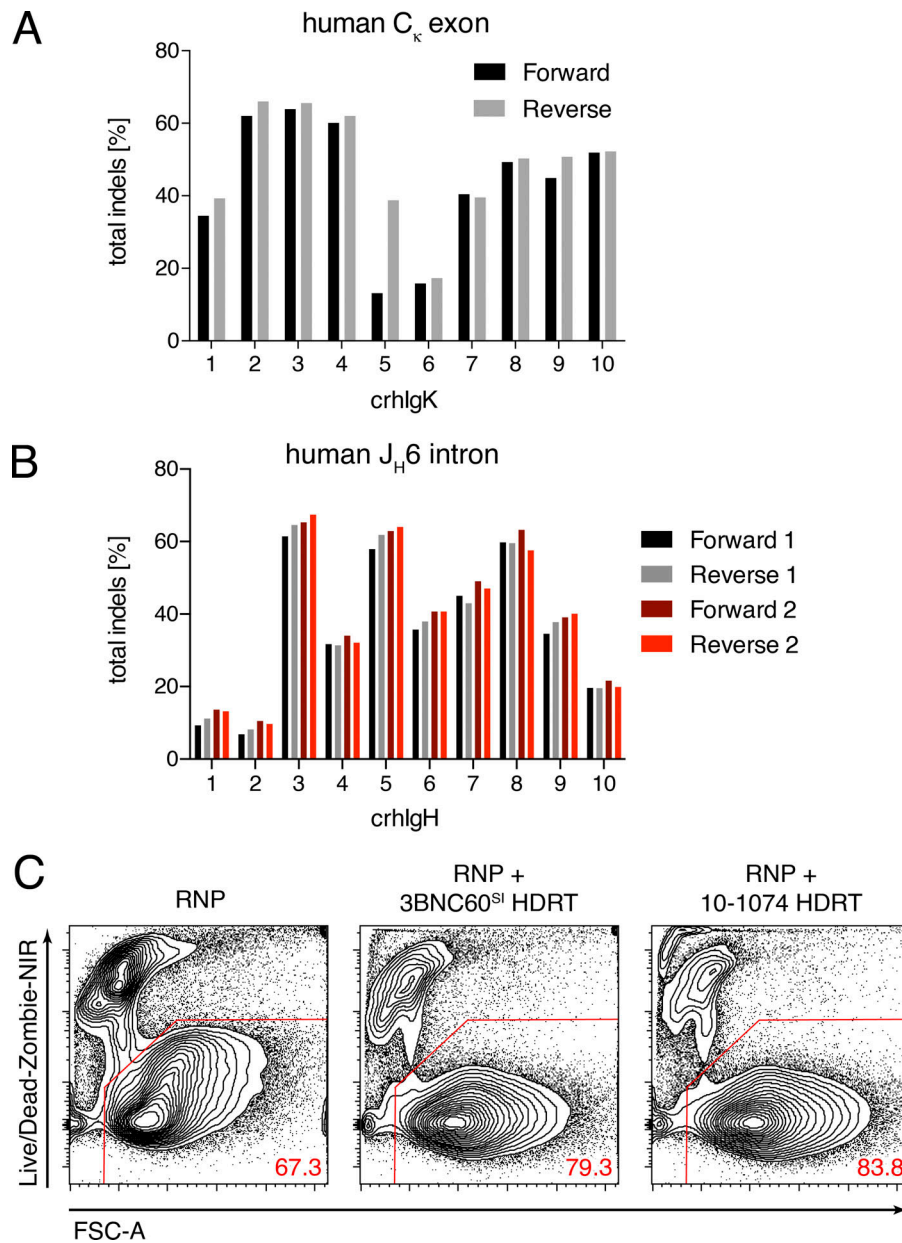 A
human Cκ exon
80
60
40
20
0
total indels [%]
Forward
Reverse
1 2 3 4 5 6 7 8 9 10
crhIgK
B
human JH6 intron
80
60
40
20
0
total indels [%]
Forward 1
Reverse 1
Forward 2
Reverse 2
1 2 3 4 5 6 7 8 9 10
crhIgH
C
RNP
RNP +
3BNC60SI HDRT
RNP +
10-1074 HDRT
Live/Dead-Zombie-NIR
67.3
79.3
83.8
FSC-A